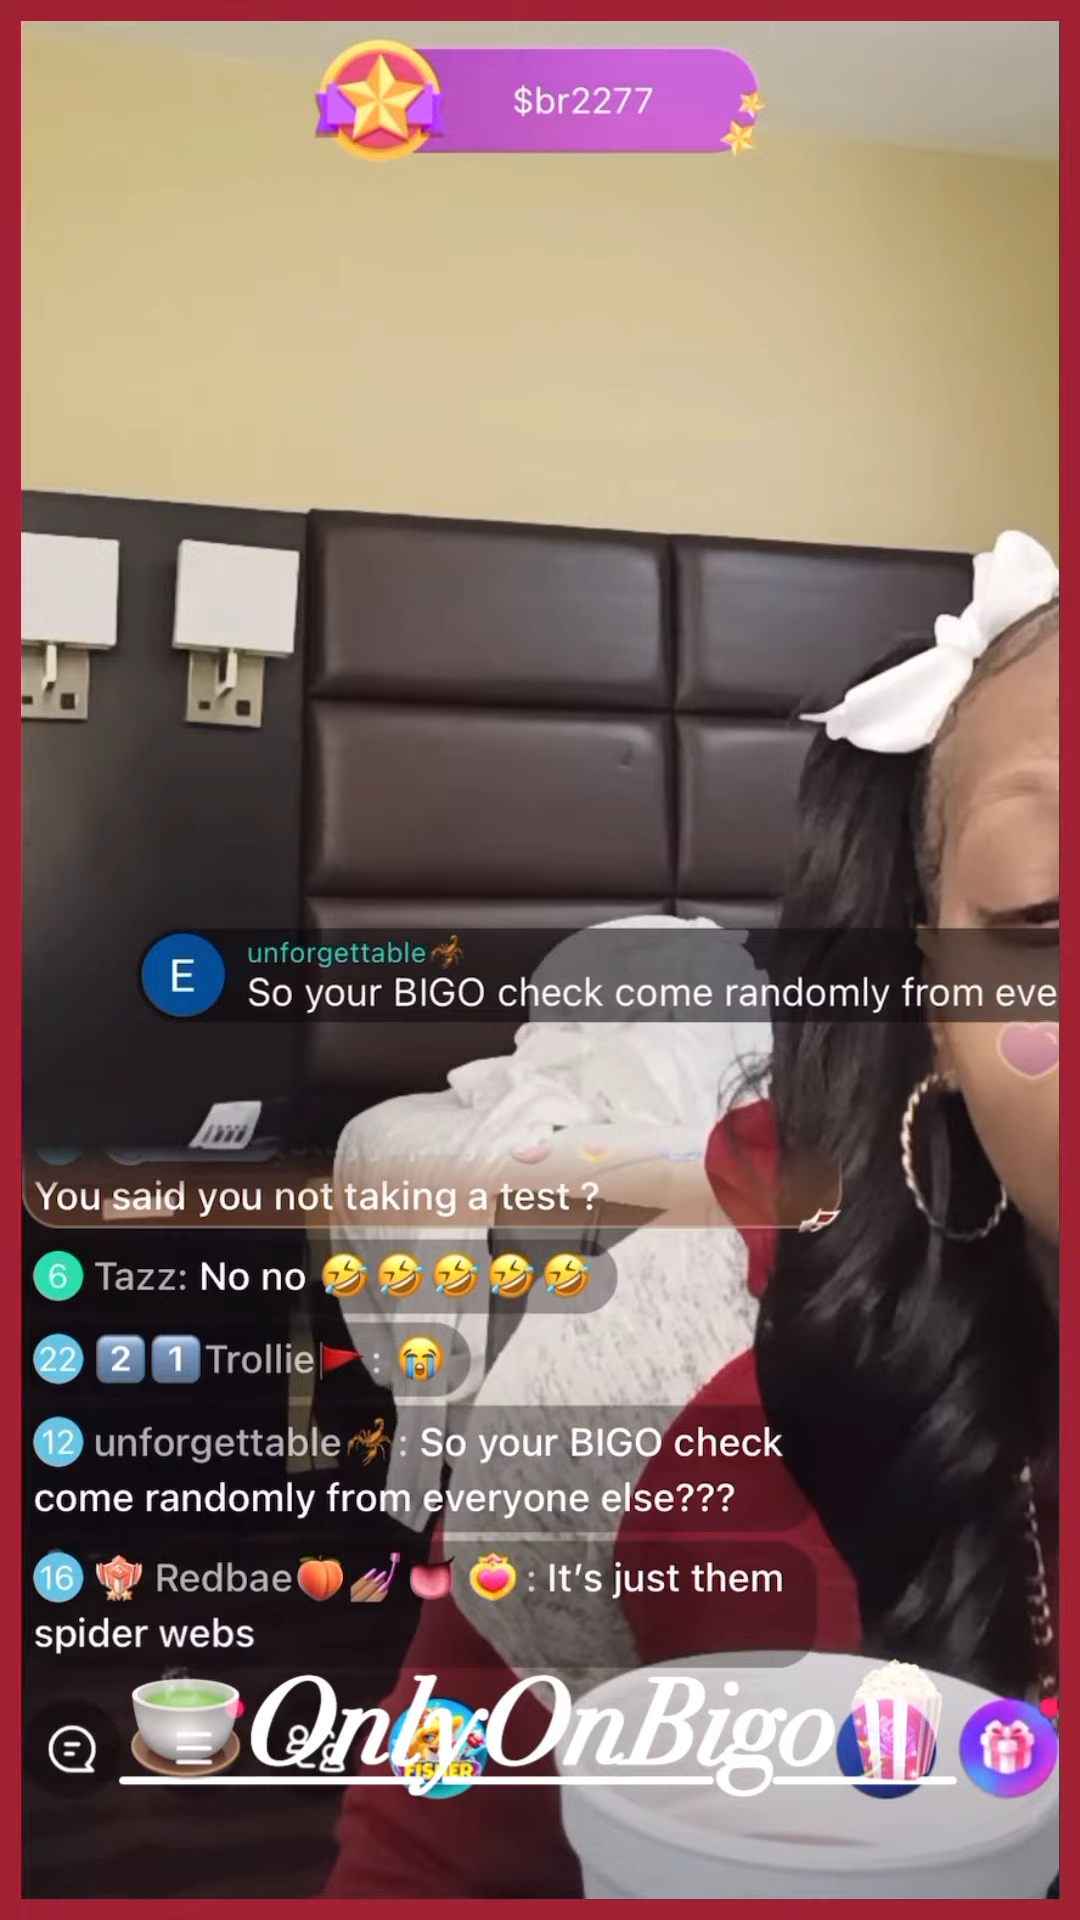 $br2277
E
unforgettable🦂
So your BIGO check come randomly from eve
You said you not taking a test ?
6 Tazz: No no 🤣🤣🤣🤣🤣
22 2️⃣1️⃣Trollie🚩: 😭
12 unforgettable🦂: So your BIGO check
come randomly from everyone else???
16 Redbae🍑💅🏽👅: It’s just them
spider webs
OnlyOnBigo
FISHER